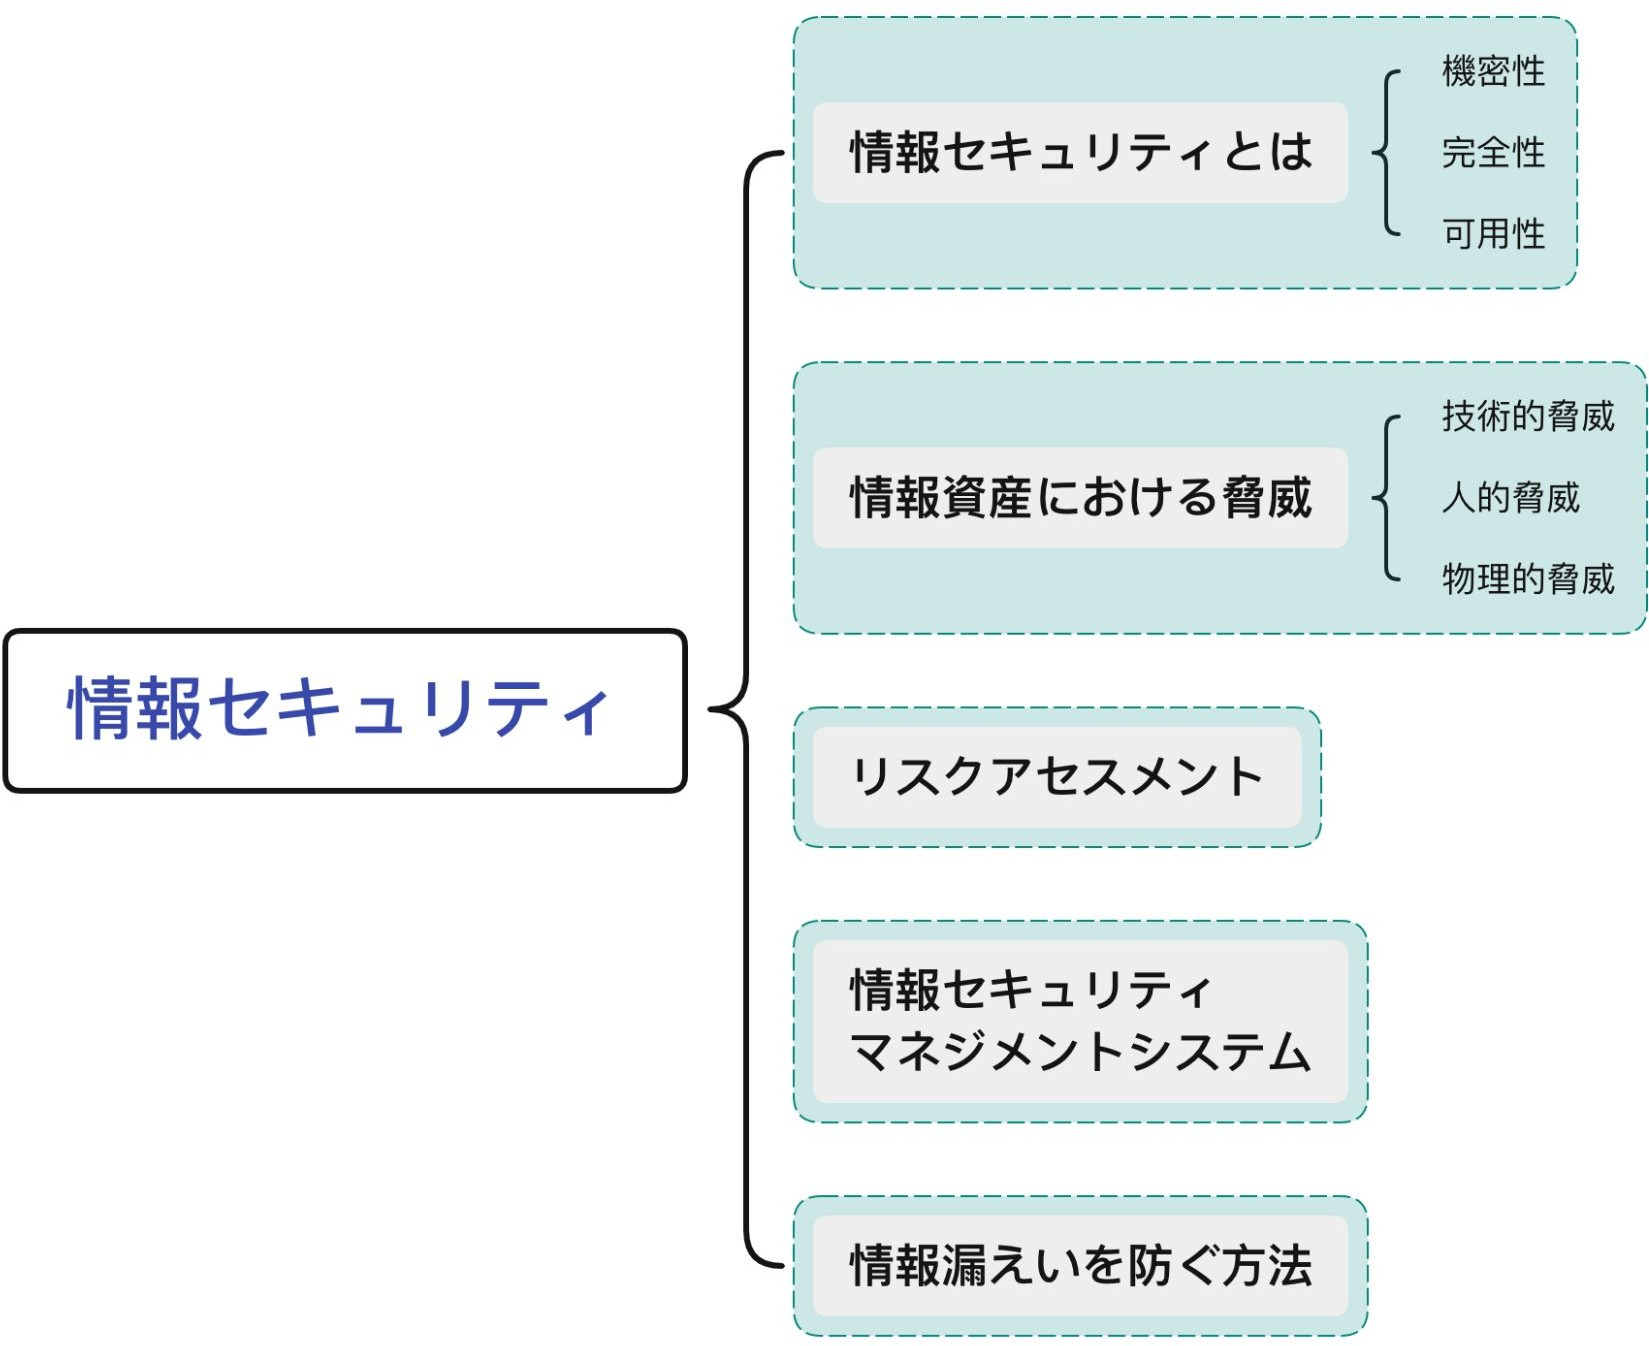 情報セキュリティ
情報セキュリティとは
機密性
完全性
可用性
情報資産における脅威
技術的脅威
人的脅威
物理的脅威
リスクアセスメント
情報セキュリティ
マネジメントシステム
情報漏えいを防ぐ方法